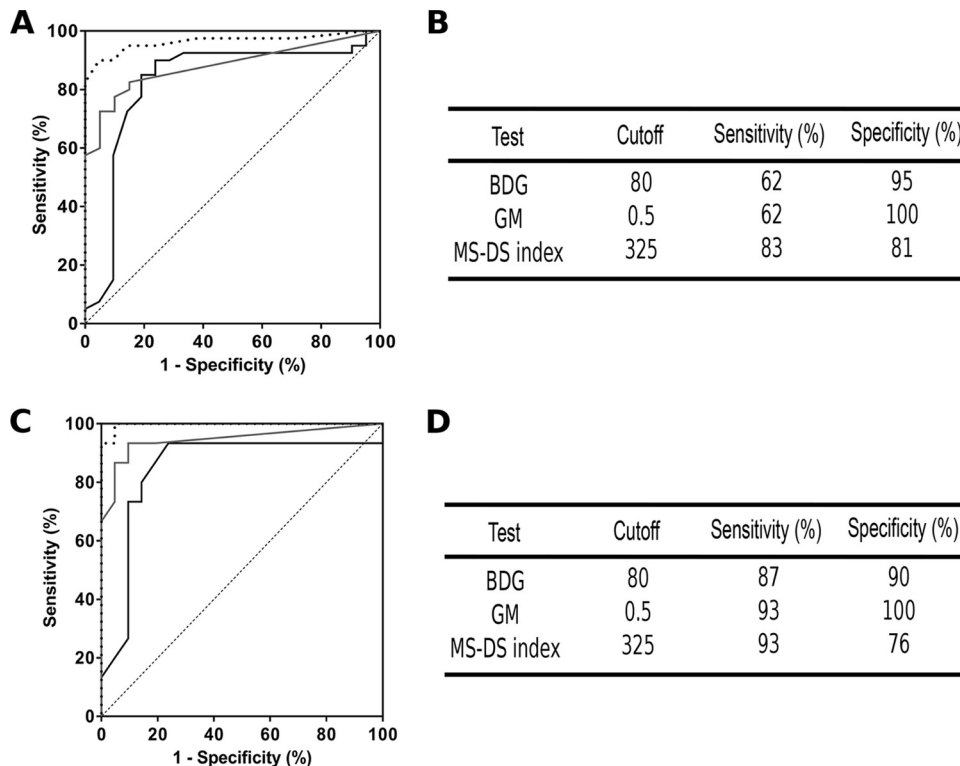 A
100
80
60
40
20
0
Sensitivity (%)
0 20 40 60 80 100
1 - Specificity (%)
B
Test Cutoff Sensitivity (%) Specificity (%)
BDG 80 62 95
GM 0.5 62 100
MS-DS index 325 83 81
C
100
80
60
40
20
0
Sensitivity (%)
0 20 40 60 80 100
1 - Specificity (%)
D
Test Cutoff Sensitivity (%) Specificity (%)
BDG 80 87 90
GM 0.5 93 100
MS-DS index 325 93 76